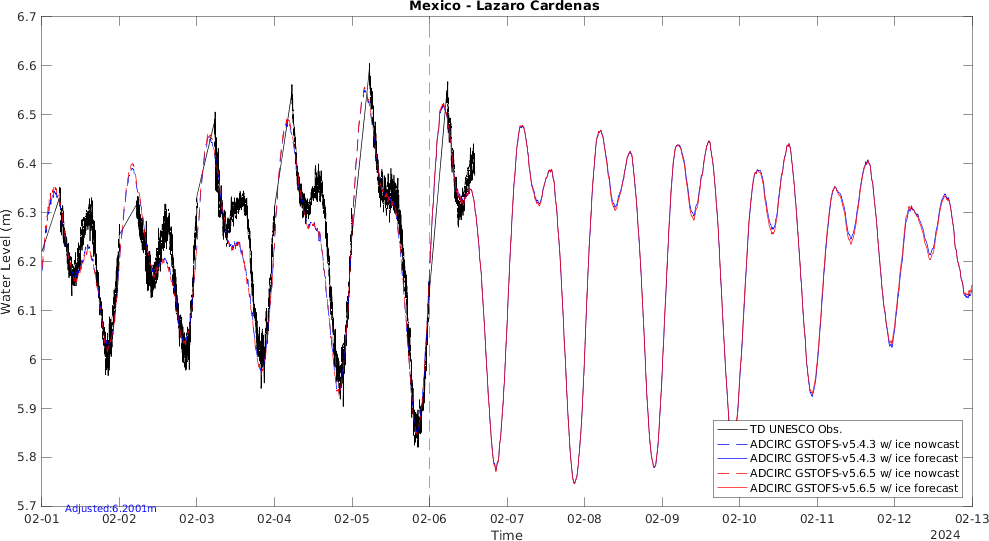 Mexico - Lazaro Cardenas
6.7
6.6
6.5
6.4
6.3
6.2
6.1
6
5.9
5.8
5.7
Water Level (m)
TD UNESCO Obs.
ADCIRC GSTOFS-v5.4.3 w/ ice nowcast
ADCIRC GSTOFS-v5.4.3 w/ ice forecast
ADCIRC GSTOFS-v5.6.5 w/ ice nowcast
ADCIRC GSTOFS-v5.6.5 w/ ice forecast
Adjusted:6.2001m
02-01 02-02 02-03 02-04 02-05 02-06 02-07 02-08 02-09 02-10 02-11 02-12 02-13
Time
2024